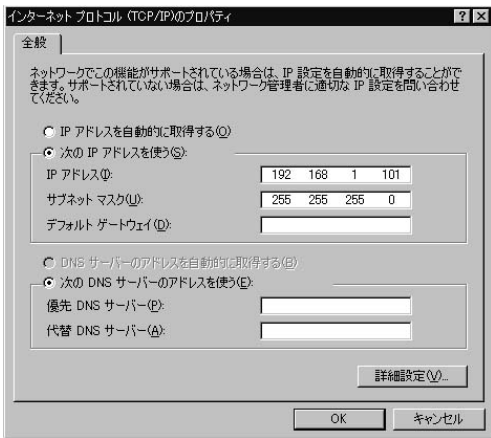 インターネット プロトコル (TCP/IP)のプロパティ
全般
ネットワークでこの機能がサポートされている場合は、IP 設定を自動的に取得することがで
きます。サポートされていない場合は、ネットワーク管理者に適切な IP 設定を問い合わせ
てください。
IP アドレスを自動的に取得する(O)
次の IP アドレスを使う(S):
IP アドレス(I): 192 168 1 101
サブネット マスク(U): 255 255 255 0
デフォルト ゲートウェイ(D):
DNS サーバーのアドレスを自動的に取得する(B)
次の DNS サーバーのアドレスを使う(E):
優先 DNS サーバー(P):
代替 DNS サーバー(A):
詳細設定(V)...
OK キャンセル